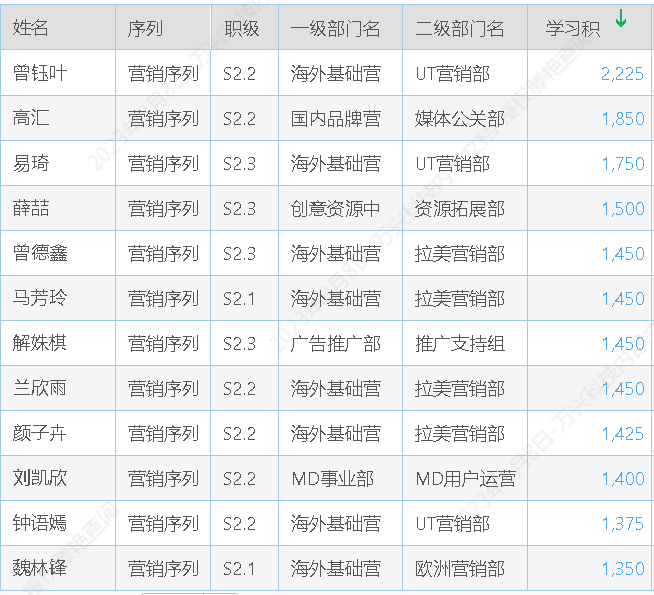 姓名 序列 职级 一级部门名 二级部门名 学习积
曾钰叶 营销序列 S2.2 海外基础营 UT营销部 2,225
高汇 营销序列 S2.2 国内品牌营 媒体公关部 1,850
易琦 营销序列 S2.3 海外基础营 UT营销部 1,750
薛喆 营销序列 S2.3 创意资源中 资源拓展部 1,500
曾德鑫 营销序列 S2.3 海外基础营 拉美营销部 1,450
马芳玲 营销序列 S2.1 海外基础营 拉美营销部 1,450
解姝棋 营销序列 S2.3 广告推广部 推广支持组 1,450
兰欣雨 营销序列 S2.2 海外基础营 拉美营销部 1,450
颜子卉 营销序列 S2.2 海外基础营 拉美营销部 1,425
刘凯欣 营销序列 S2.2 MD事业部 MD用户运营 1,400
钟语嫣 营销序列 S2.2 海外基础营 UT营销部 1,375
魏林锋 营销序列 S2.1 海外基础营 欧洲营销部 1,350